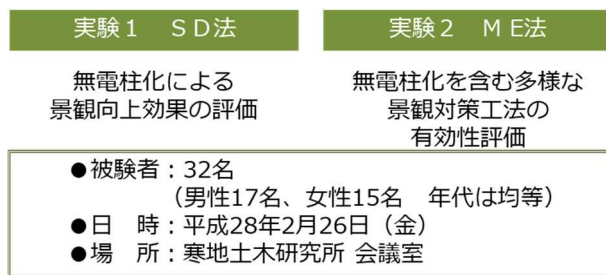 実験1　SD法
実験2　ME法
無電柱化による
景観向上効果の評価
無電柱化を含む多様な
景観対策工法の
有効性評価
●被験者：32名
（男性17名、女性15名　年代は均等）
●日　時：平成28年2月26日（金）
●場　所：寒地土木研究所 会議室